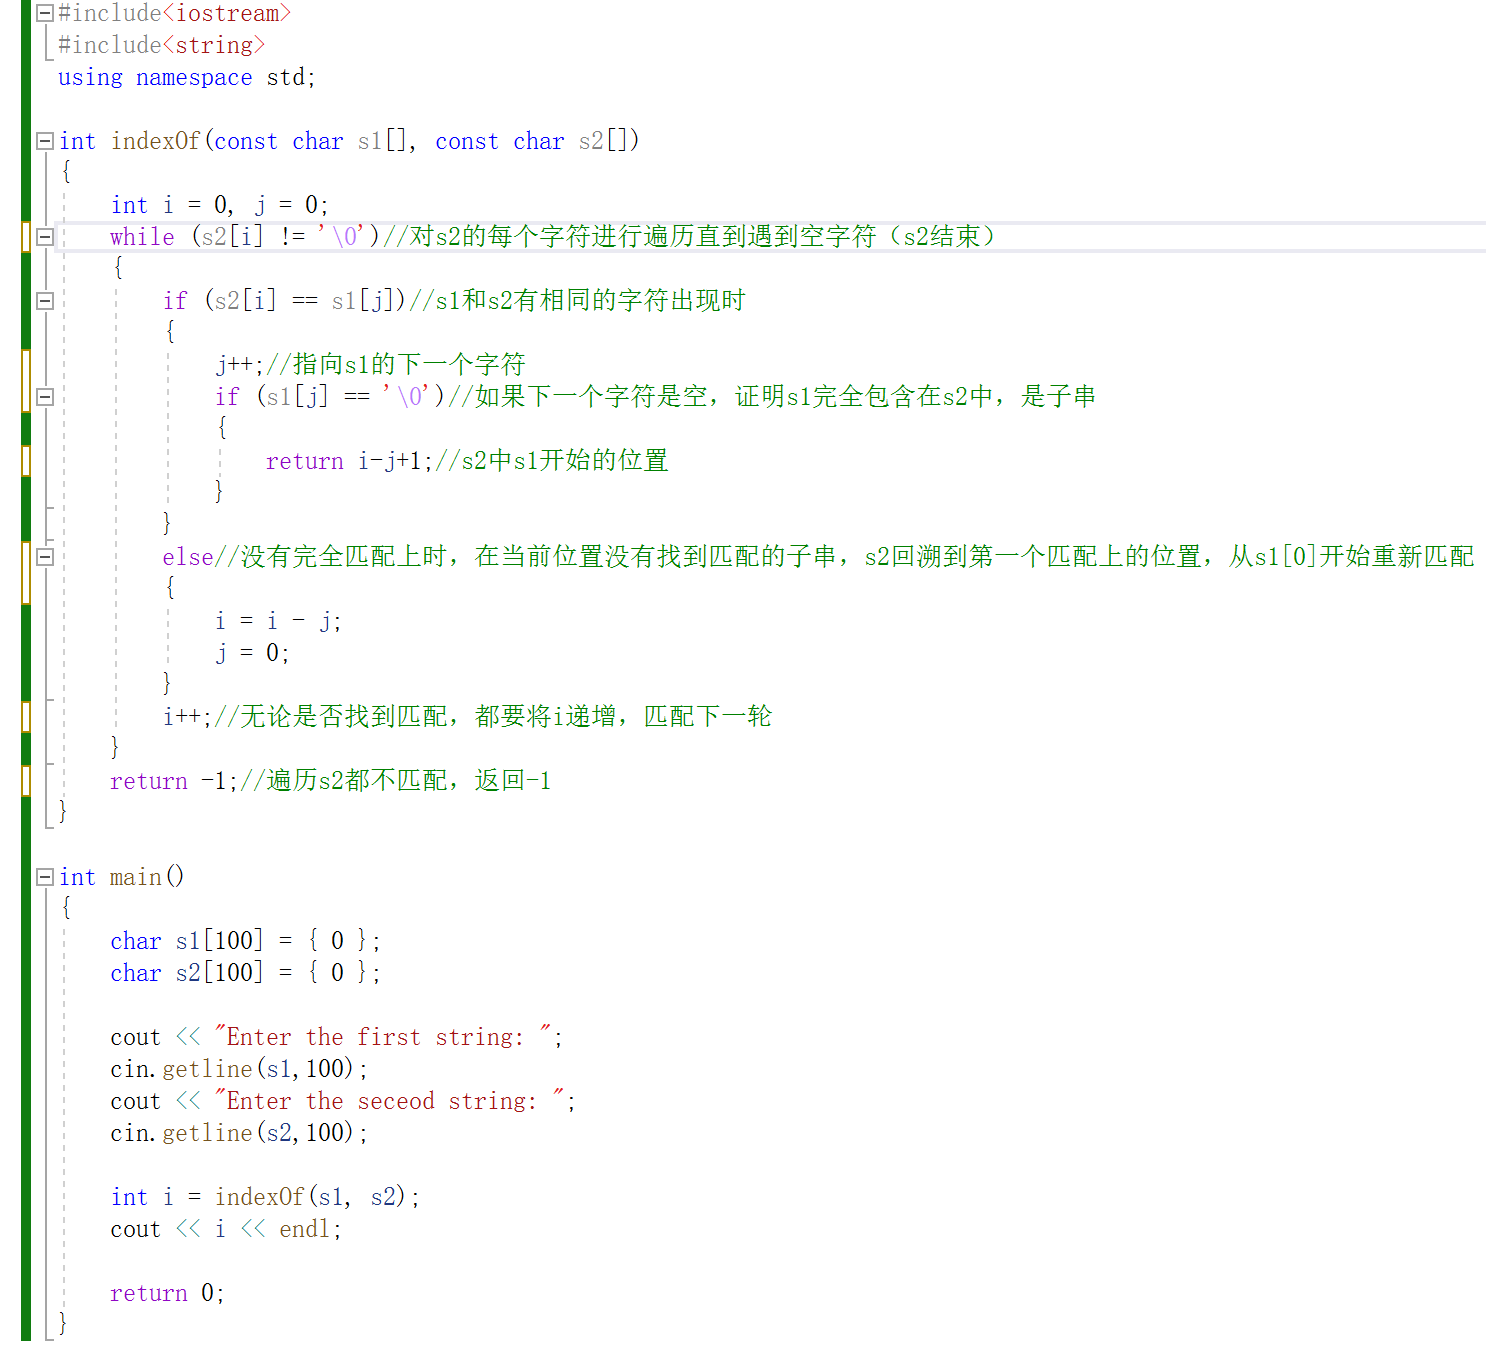 #include<iostream>
#include<string>
using namespace std;
int indexOf(const char s1[], const char s2[])
{
int i = 0, j = 0;
while (s2[i] != '\0')//对s2的每个字符进行遍历直到遇到空字符（s2结束）
{
if (s2[i] == s1[j])//s1和s2有相同的字符出现时
{
j++;//指向s1的下一个字符
if (s1[j] == '\0')//如果下一个字符是空，证明s1完全包含在s2中，是子串
{
return i-j+1;//s2中s1开始的位置
}
}
else//没有完全匹配上时，在当前位置没有找到匹配的子串，s2回溯到第一个匹配上的位置，从s1[0]开始重新匹配
{
i = i - j;
j = 0;
}
i++;//无论是否找到匹配，都要将i递增，匹配下一轮
}
return -1;//遍历s2都不匹配，返回-1
}
int main()
{
char s1[100] = { 0 };
char s2[100] = { 0 };
cout << "Enter the first string: ";
cin.getline(s1,100);
cout << "Enter the seceod string: ";
cin.getline(s2,100);
int i = indexOf(s1, s2);
cout << i << endl;
return 0;
}